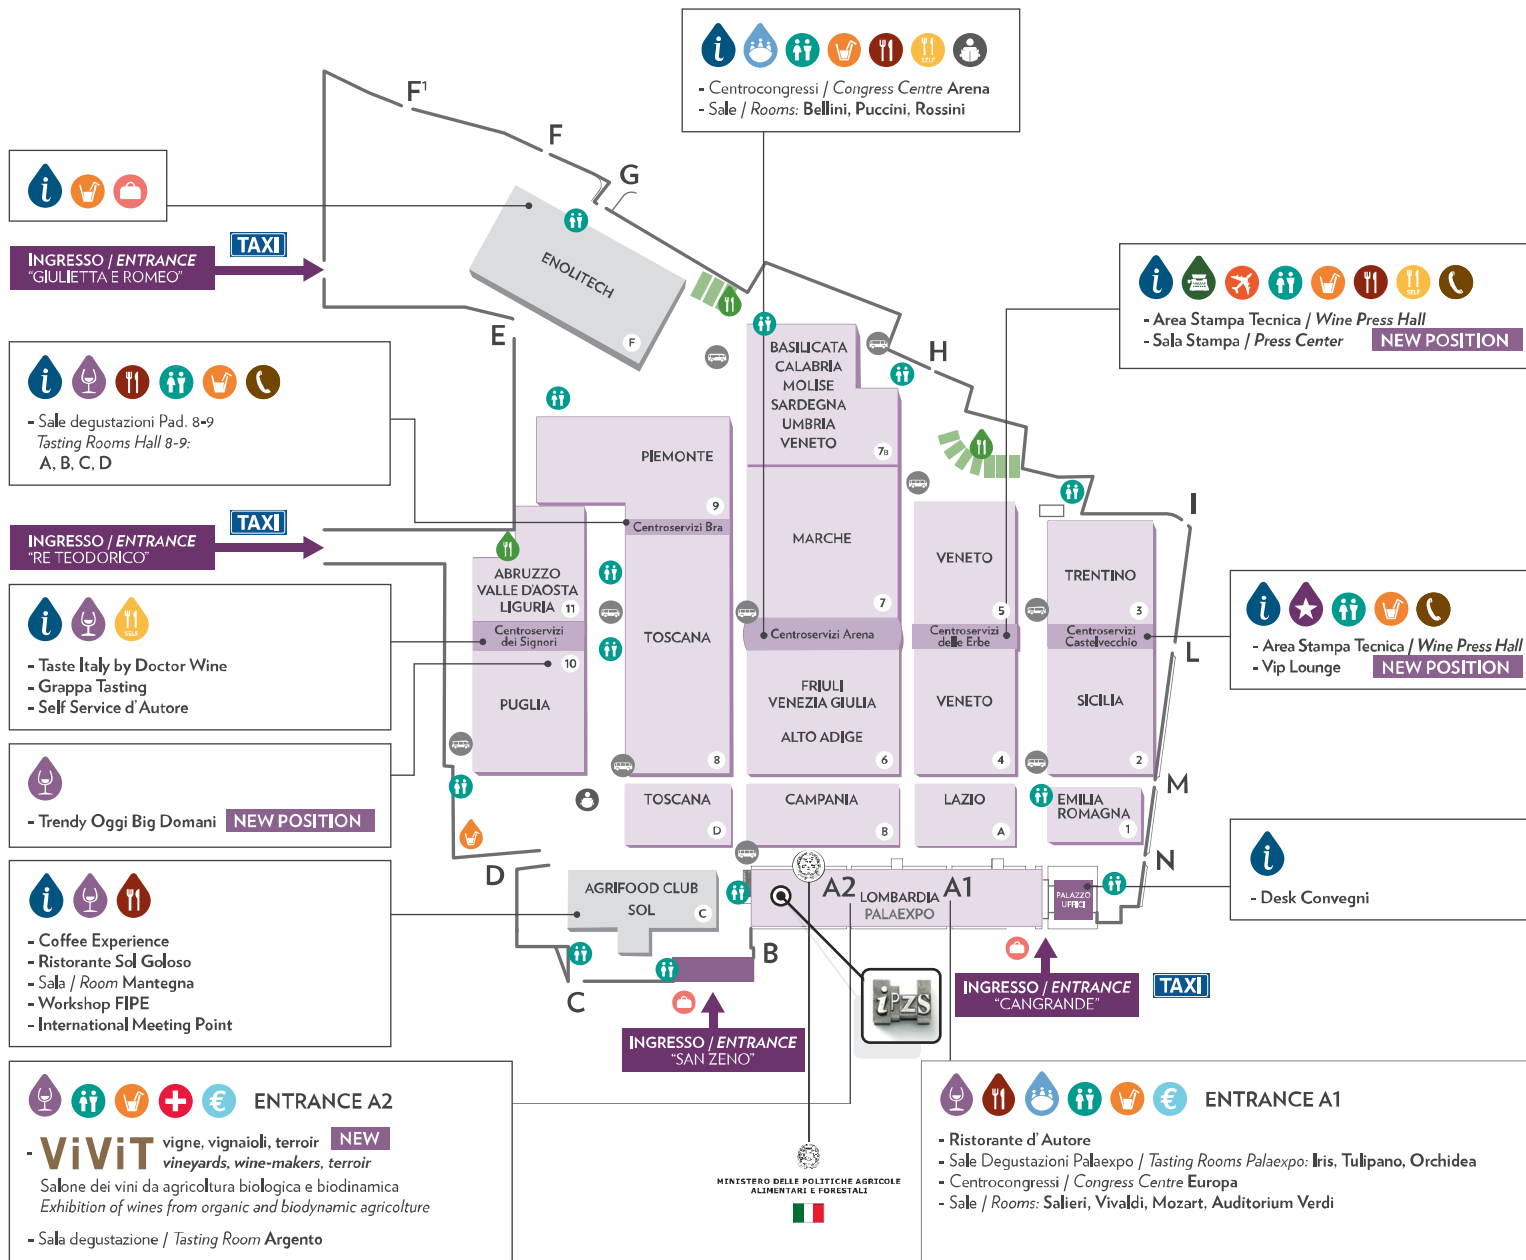 SELF
- Centrocongressi / Congress Centre Arena
- Sale / Rooms: Bellini, Puccini, Rossini
F¹
F
G
INGRESSO / ENTRANCE
"GIULIETTA E ROMEO"
TAXI
ENOLITECH
F
E
H
SELF
- Area Stampa Tecnica / Wine Press Hall
- Sala Stampa / Press Center NEW POSITION
- Sale degustazioni Pad. 8-9
Tasting Rooms Hall 8-9:
A, B, C, D
BASILICATA
CALABRIA
MOLISE
SARDEGNA
UMBRIA
VENETO
7B
PIEMONTE
9
Centroservizi Bra
MARCHE
7
VENETO
5
TRENTINO
3
I
INGRESSO / ENTRANCE
"RE TEODORICO"
TAXI
ABRUZZO
VALLE D'AOSTA
LIGURIA 11
Centroservizi
dei Signori
10
PUGLIA
TOSCANA
8
Centroservizi Arena
FRIULI
VENEZIA GIULIA
ALTO ADIGE
6
Centroservizi
delle Erbe
VENETO
4
Centroservizi
Castelvecchio
SICILIA
2
L
- Area Stampa Tecnica / Wine Press Hall
- Vip Lounge NEW POSITION
SELF
- Taste Italy by Doctor Wine
- Grappa Tasting
- Self Service d'Autore
- Trendy Oggi Big Domani NEW POSITION
TOSCANA
D
CAMPANIA
B
LAZIO
A
EMILIA
ROMAGNA
1
M
N
D
- Coffee Experience
- Ristorante Sol Goloso
- Sala / Room Mantegna
- Workshop FIPE
- International Meeting Point
AGRIFOOD CLUB
SOL
C
A2 LOMBARDIA A1
PALAEXPO
PALAZZO
UFFICI
- Desk Convegni
B
C
INGRESSO / ENTRANCE
"SAN ZENO"
iPZS
INGRESSO / ENTRANCE
"CANGRANDE"
TAXI
€ ENTRANCE A2
- ViViT vigne, vignaioli, terroir NEW
vineyards, wine-makers, terroir
Salone dei vini da agricoltura biologica e biodinamica
Exhibition of wines from organic and biodynamic agriculture
- Sala degustazione / Tasting Room Argento
MINISTERO DELLE POLITICHE AGRICOLE
ALIMENTARI E FORESTALI
€ ENTRANCE A1
- Ristorante d'Autore
- Sale Degustazioni Palaexpo / Tasting Rooms Palaexpo: Iris, Tulipano, Orchidea
- Centrocongressi / Congress Centre Europa
- Sale / Rooms: Salieri, Vivaldi, Mozart, Auditorium Verdi